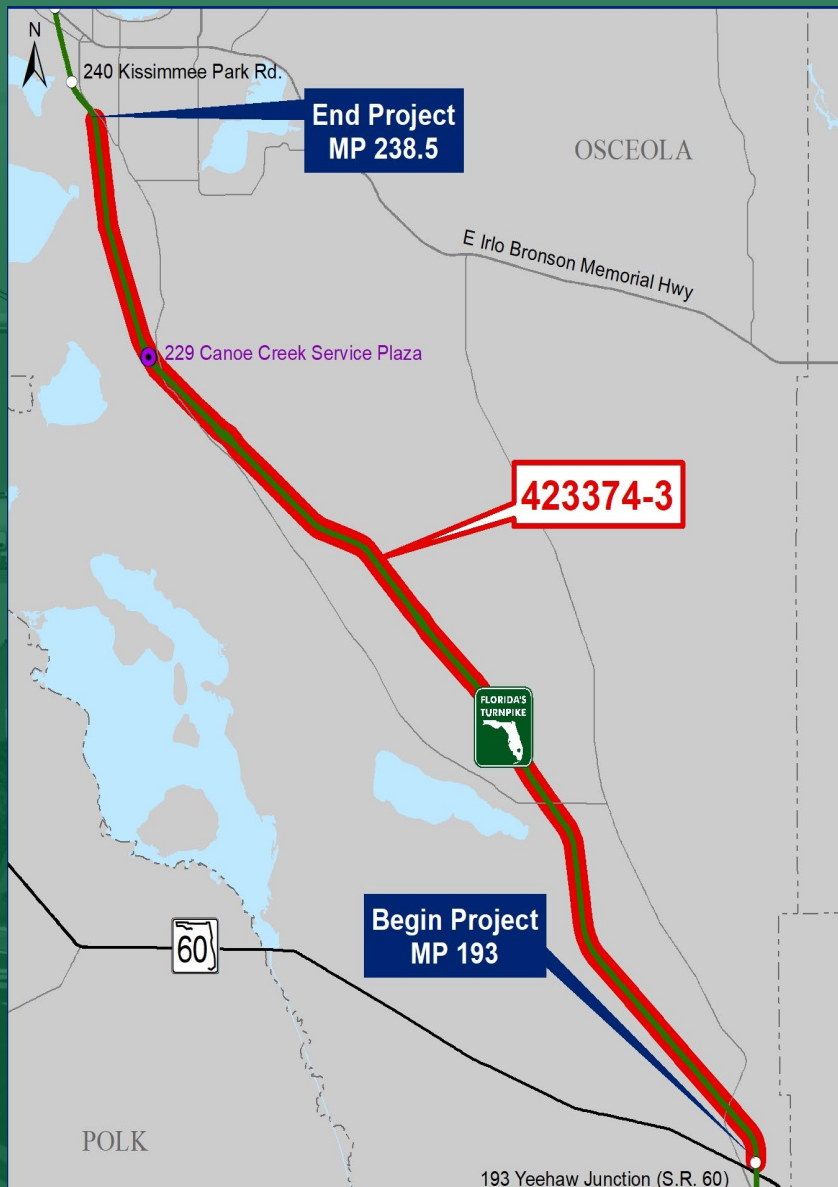 N
240 Kissimmee Park Rd.
End Project
MP 238.5
OSCEOLA
E Irlo Bronson Memorial Hwy
229 Canoe Creek Service Plaza
423374-3
FLORIDA'S
TURNPIKE
Begin Project
MP 193
60
POLK
193 Yeehaw Junction (S.R. 60)